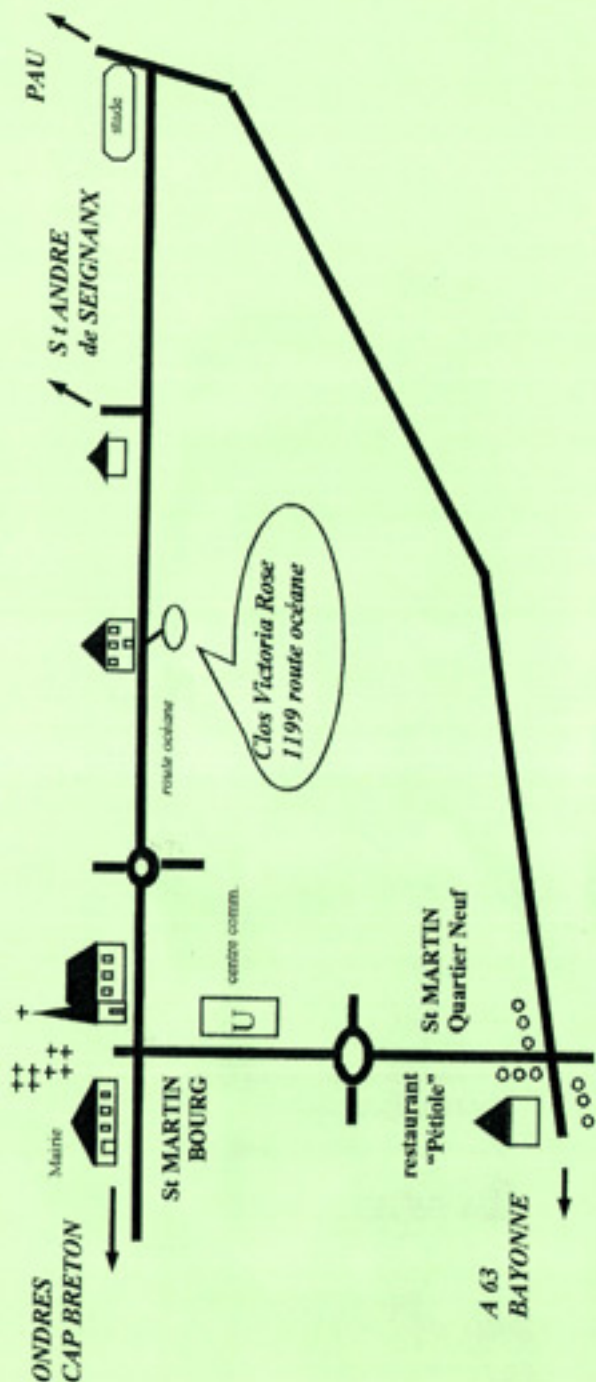 ONDRES
CAP BRETON
Mairie
St MARTIN
BOURG
U
centre comm.
route océane
Clos Victoria Rose
1199 route océane
St ANDRE
de SEIGNANX
stade
PAU
restaurant
"Pétiole"
St MARTIN
Quartier Neuf
A 63
BAYONNE